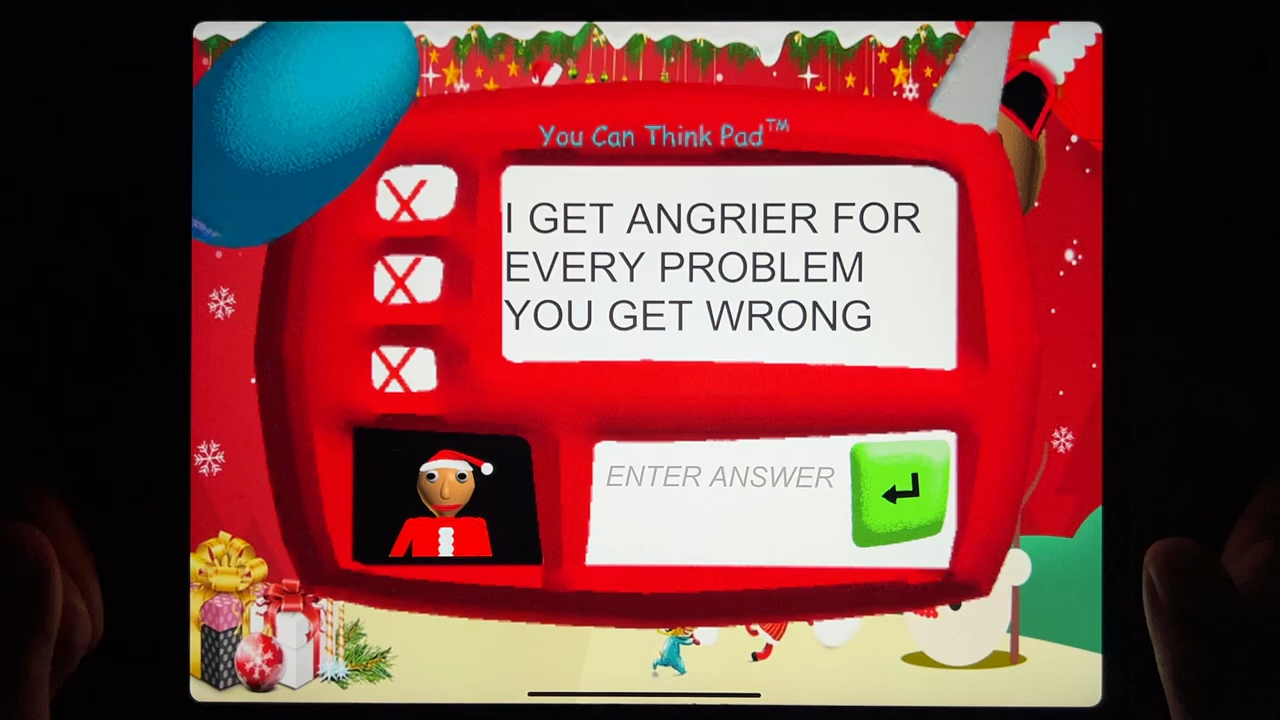 You Can Think Pad™
X
X
X
I GET ANGRIER FOR
EVERY PROBLEM
YOU GET WRONG
ENTER ANSWER